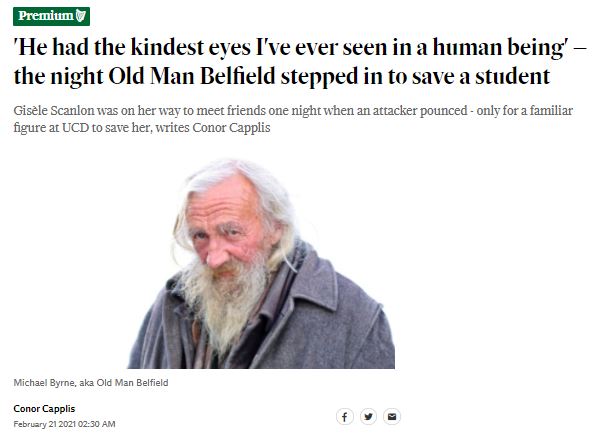 Premium
'He had the kindest eyes I've ever seen in a human being' –
the night Old Man Belfield stepped in to save a student
Gisèle Scanlon was on her way to meet friends one night when an attacker pounced - only for a familiar
figure at UCD to save her, writes Conor Capplis
Michael Byrne, aka Old Man Belfield
Conor Capplis
February 21 2021 02:30 AM